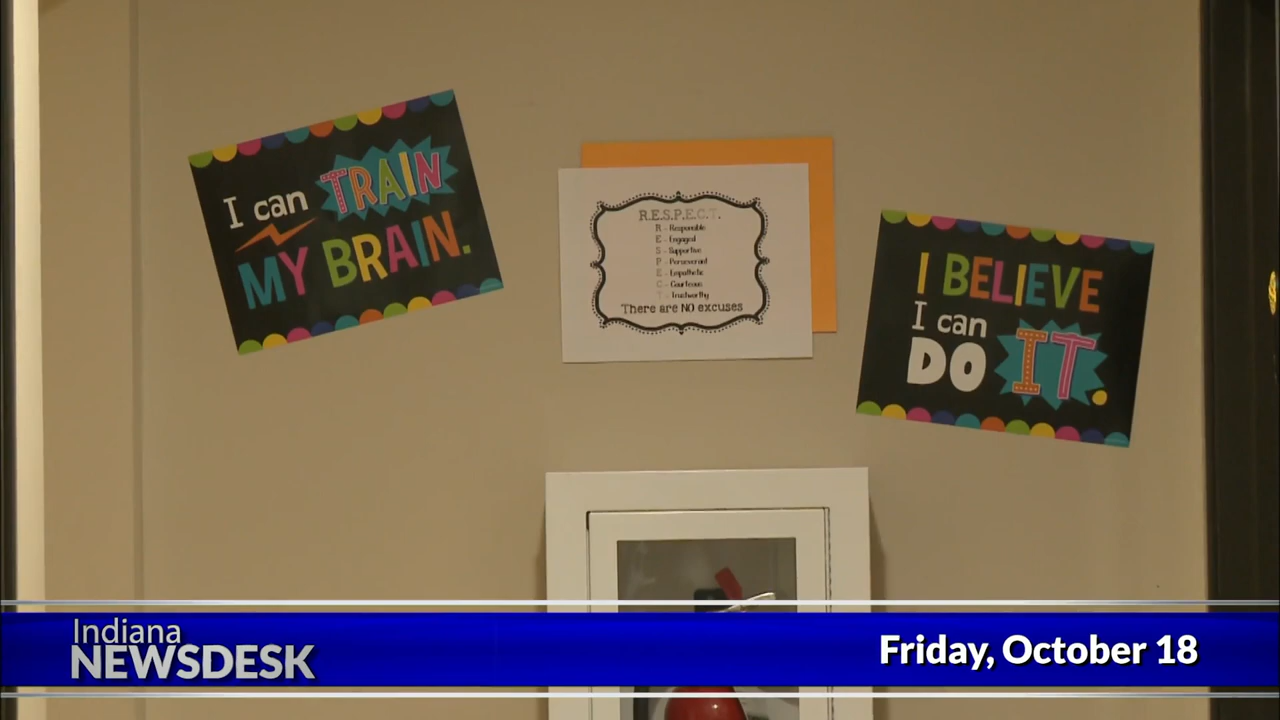 I can TRAIN
MY BRAIN.
R.E.S.P.E.C.T.
R - Responsible
E - Engaged
S - Supportive
P - Perseverant
E - Empathetic
C - Courteous
T - Trustworthy
There are NO excuses
I BELIEVE
I can
DO IT.
Indiana
NEWSDESK
Friday, October 18